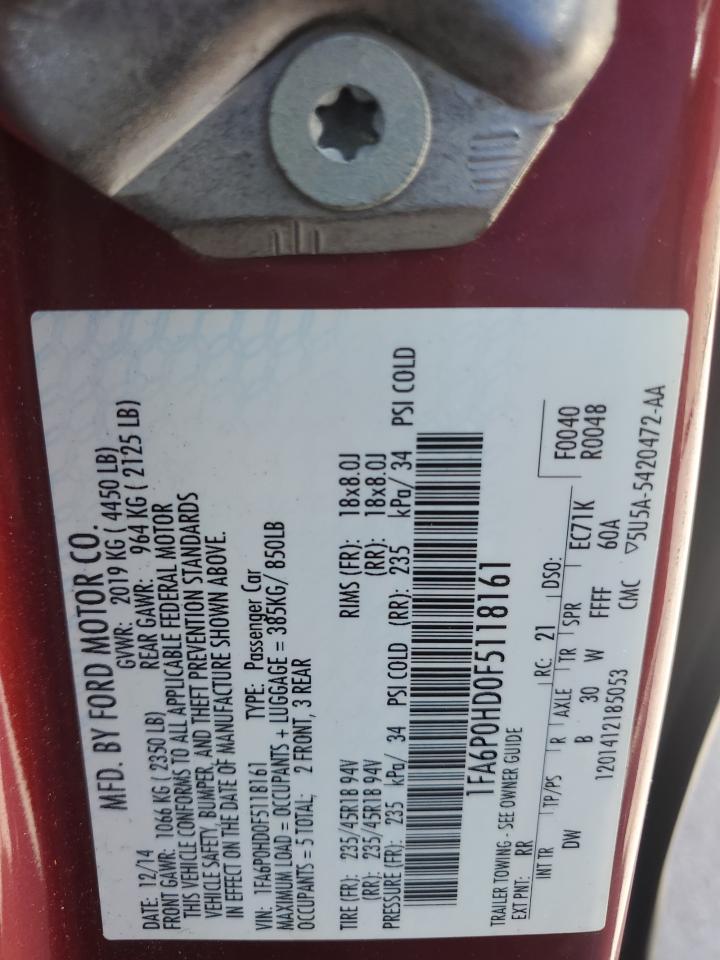 MFD. BY FORD MOTOR CO.
DATE: 12/14 GVWR: 2019 KG ( 4450 LB)
FRONT GAWR: 1066 KG ( 2350 LB) REAR GAWR: 964 KG ( 2125 LB)
THIS VEHICLE CONFORMS TO ALL APPLICABLE FEDERAL MOTOR
VEHICLE SAFETY, BUMPER, AND THEFT PREVENTION STANDARDS
IN EFFECT ON THE DATE OF MANUFACTURE SHOWN ABOVE.
VIN: 1FA6P0HD0F5118161 TYPE: Passenger Car
MAXIMUM LOAD = OCCUPANTS + LUGGAGE = 385KG/ 850LB
OCCUPANTS = 5 TOTAL; 2 FRONT, 3 REAR
TIRE (FR): 235/45R18 94V RIMS (FR): 18x8.0J
(RR): 235/45R18 94V (RR): 18x8.0J
PRESSURE (FR): 235 kPa/ 34 PSI COLD (RR): 235 kPa/ 34 PSI COLD
1FA6P0HD0F5118161
TRAILER TOWING - SEE OWNER GUIDE
EXT PNT: RR RC: 21 DSO: F0040
R0048
INT TR TP/PS R AXLE TR SPR EC71K
DW B 30 W FFFF 60A
1201412185053 CMC ▽5U5A-5420472-AA